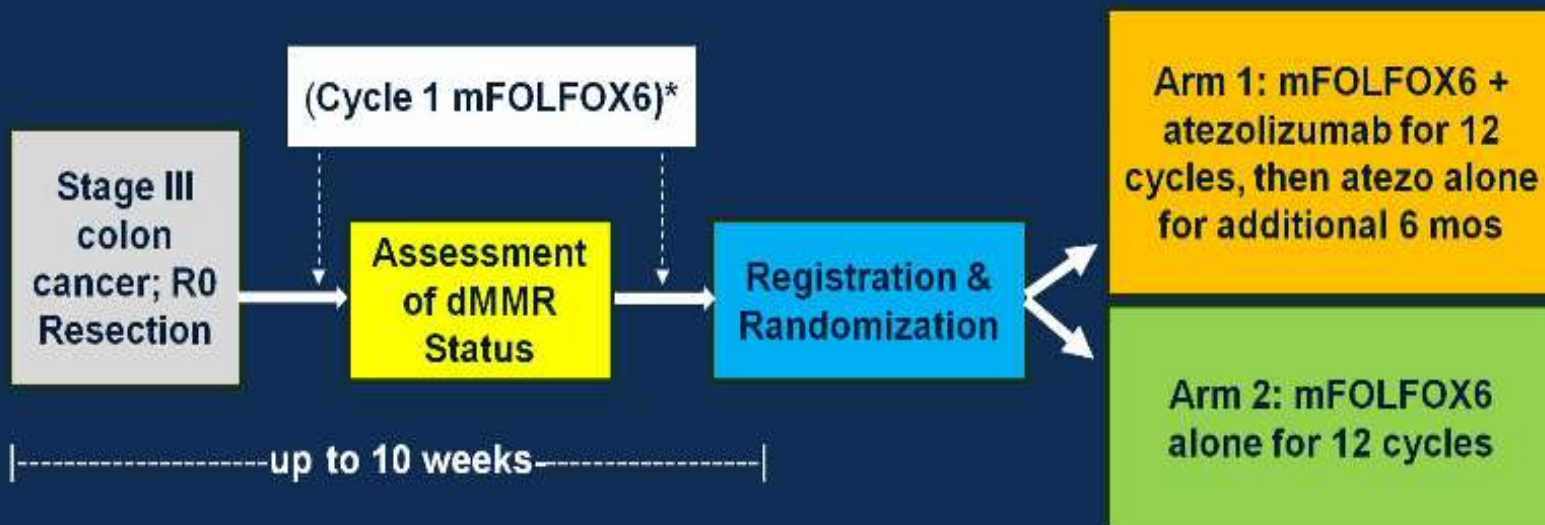 (Cycle 1 mFOLFOX6)*
Stage III
colon
cancer; R0
Resection
Assessment
of dMMR
Status
Registration &
Randomization
Arm 1: mFOLFOX6 +
atezolizumab for 12
cycles, then atezo alone
for additional 6 mos
Arm 2: mFOLFOX6
alone for 12 cycles
|--------------------up to 10 weeks-----------------|